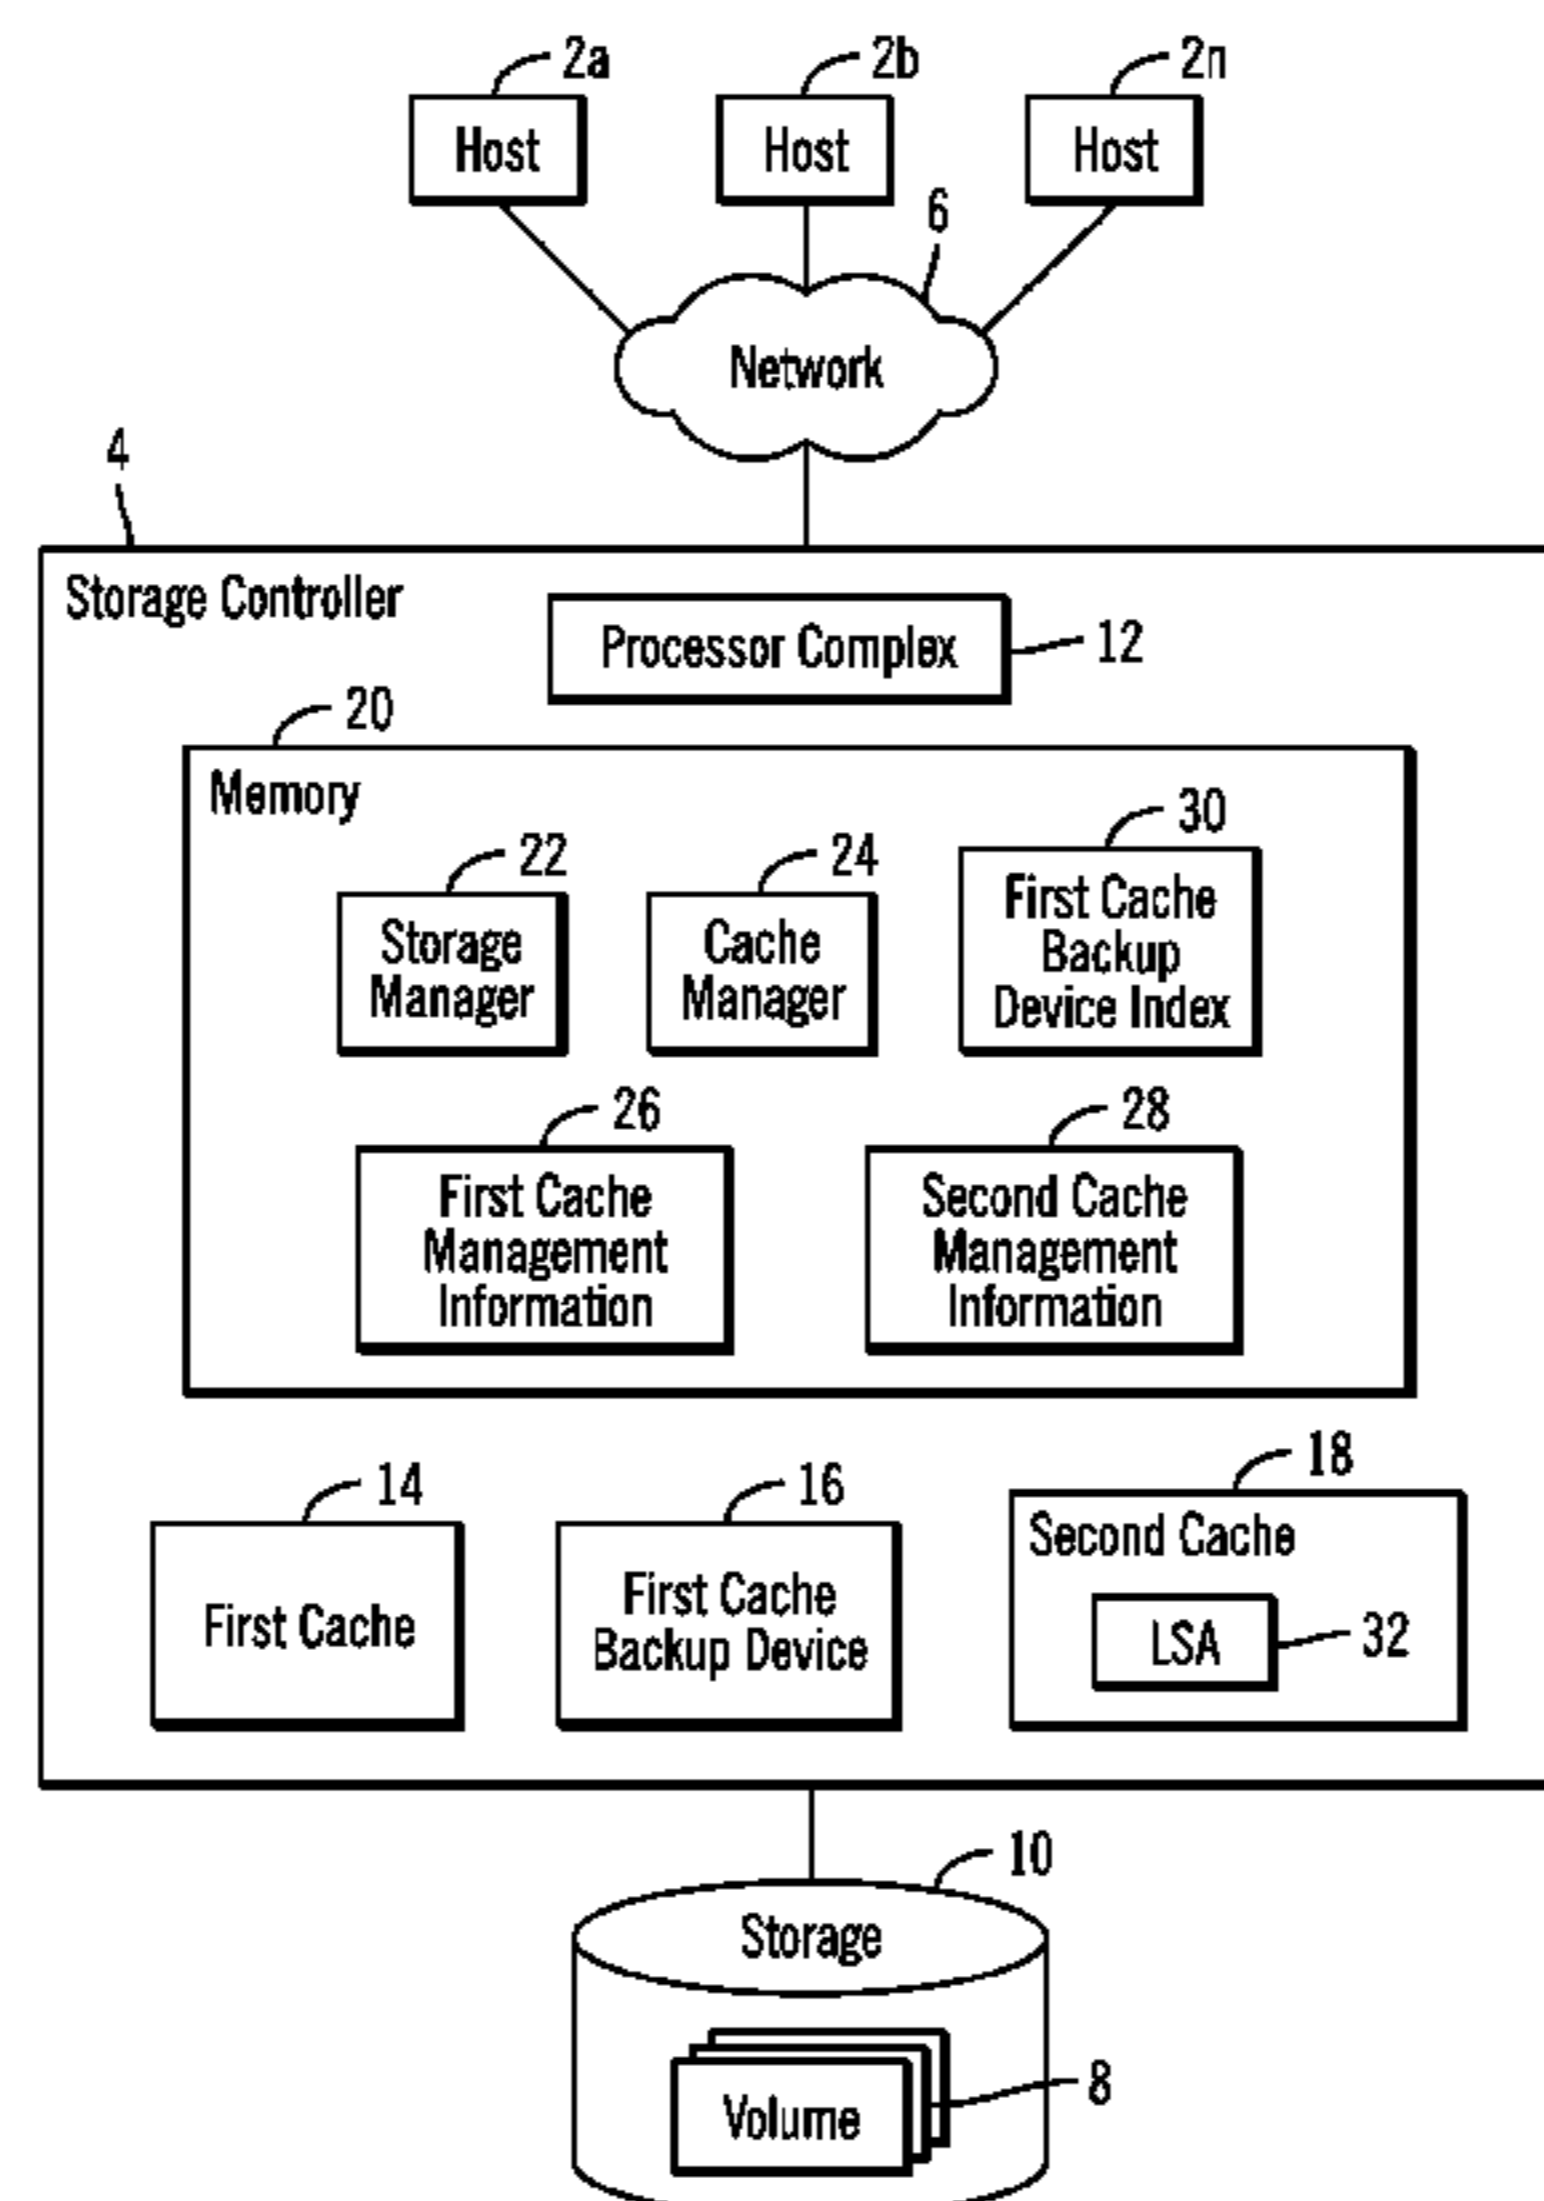 2a
2b
2n
Host
Host
Host
6
Network
4
Storage Controller
Processor Complex
12
20
Memory
22
24
30
Storage
Manager
Cache
Manager
First Cache
Backup
Device Index
26
28
First Cache
Management
Information
Second Cache
Management
Information
14
16
18
First Cache
First Cache
Backup Device
Second Cache
LSA
32
10
Storage
Volume
8